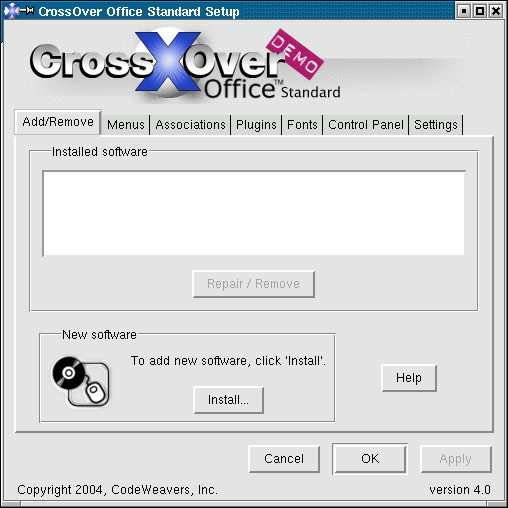 CrossOver Office Standard Setup
CrossOver DEMO
Office™ Standard
Add/Remove Menus Associations Plugins Fonts Control Panel Settings
Installed software
Repair / Remove
New software
To add new software, click 'Install'.
Install...
Help
Cancel OK Apply
Copyright 2004, CodeWeavers, Inc. version 4.0